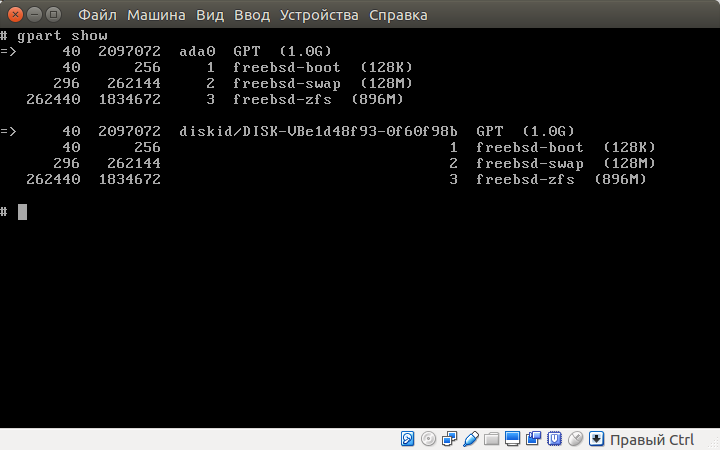 Файл Машина Вид Ввод Устройства Справка
# gpart show
=>      40  2097072  ada0  GPT  (1.0G)
        40      256     1  freebsd-boot  (128K)
       296   262144     2  freebsd-swap  (128M)
    262440  1834672     3  freebsd-zfs  (896M)
=>      40  2097072  diskid/DISK-VBe1d48f93-0f60f98b  GPT  (1.0G)
        40      256                                1  freebsd-boot  (128K)
       296   262144                                2  freebsd-swap  (128M)
    262440  1834672                                3  freebsd-zfs  (896M)
#
Правый Ctrl